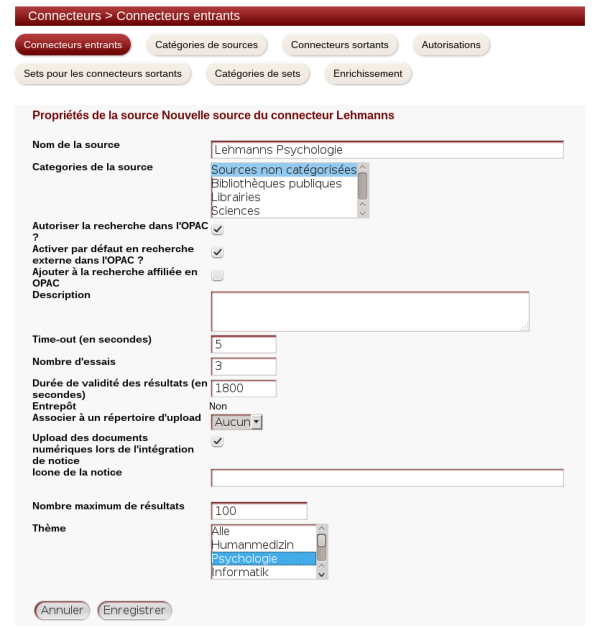 Connecteurs > Connecteurs entrants
Connecteurs entrants Catégories de sources Connecteurs sortants Autorisations
Sets pour les connecteurs sortants Catégories de sets Enrichissement
Propriétés de la source Nouvelle source du connecteur Lehmanns
Nom de la source Lehmanns Psychologie
Categories de la source Sources non catégorisées
Bibliothèques publiques
Librairies
Sciences
Autoriser la recherche dans l'OPAC
?
Activer par défaut en recherche
externe dans l'OPAC ?
Ajouter à la recherche affiliée en
OPAC
Description
Time-out (en secondes) 5
Nombre d'essais 3
Durée de validité des résultats (en
secondes) 1800
Entrepôt Non
Associer à un répertoire d'upload Aucun
Upload des documents
numériques lors de l'intégration
de notice
Icone de la notice
Nombre maximum de résultats 100
Thème Alle
Humanmedizin
Psychologie
Informatik
Annuler Enregistrer